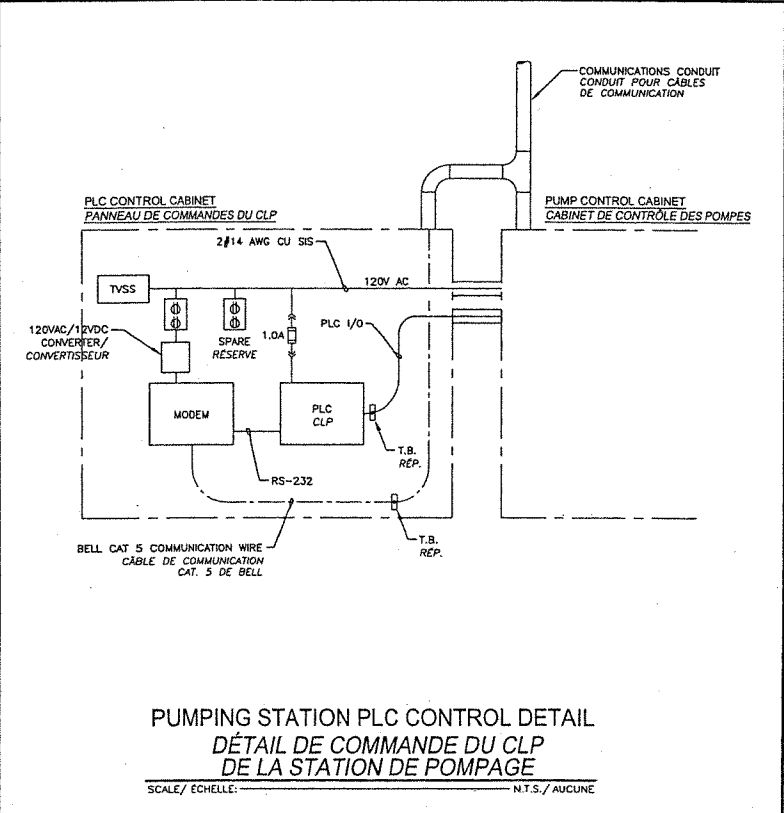 COMMUNICATIONS CONDUIT
CONDUIT POUR CÂBLES
DE COMMUNICATION
PLC CONTROL CABINET
PANNEAU DE COMMANDES DU CLP
PUMP CONTROL CABINET
CABINET DE CONTRÔLE DES POMPES
2#14 AWG CU SIS
TVSS
120V AC
120VAC/12VDC
CONVERTER/
CONVERTISSEUR
SPARE
RÉSERVE
1.0A
PLC I/O
MODEM
PLC
CLP
T.B.
RÉP.
RS-232
BELL CAT 5 COMMUNICATION WIRE
CÂBLE DE COMMUNICATION
CAT. 5 DE BELL
T.B.
RÉP.
PUMPING STATION PLC CONTROL DETAIL
DÉTAIL DE COMMANDE DU CLP
DE LA STATION DE POMPAGE
SCALE/ ÉCHELLE: N.T.S./ AUCUNE